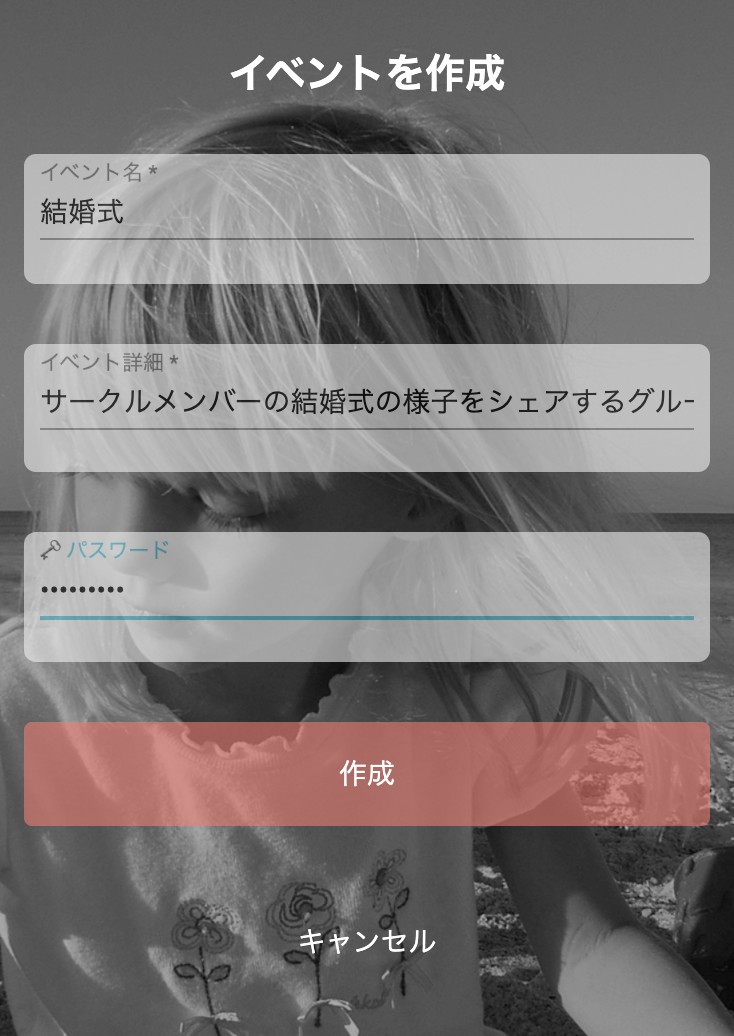 イベントを作成
イベント名 *
結婚式
イベント詳細 *
サークルメンバーの結婚式の様子をシェアするグルー
パスワード
•••••••••
作成
キャンセル